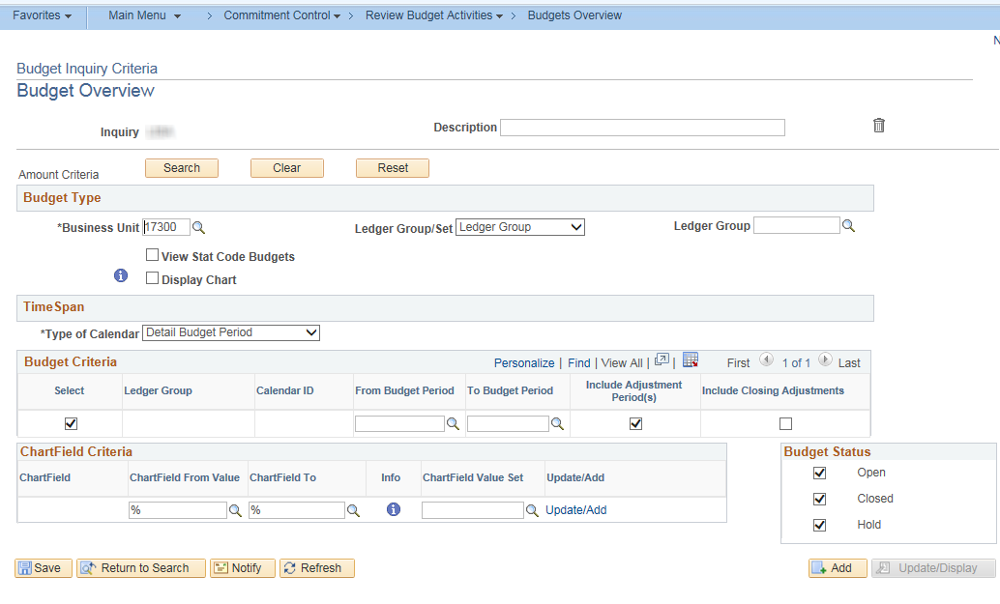 Favorites Main Menu > Commitment Control > Review Budget Activities > Budgets Overview
N
Budget Inquiry Criteria
Budget Overview
Inquiry Description
Amount Criteria Search Clear Reset
Budget Type
*Business Unit 17300 Ledger Group/Set Ledger Group Ledger Group
View Stat Code Budgets
Display Chart
TimeSpan
*Type of Calendar Detail Budget Period
Budget Criteria Personalize | Find | View All | | First 1 of 1 Last
Select Ledger Group Calendar ID From Budget Period To Budget Period Include Adjustment Period(s) Include Closing Adjustments
ChartField Criteria
ChartField ChartField From Value ChartField To Info ChartField Value Set Update/Add
% % Update/Add
Budget Status
Open
Closed
Hold
Save Return to Search Notify Refresh Add Update/Display